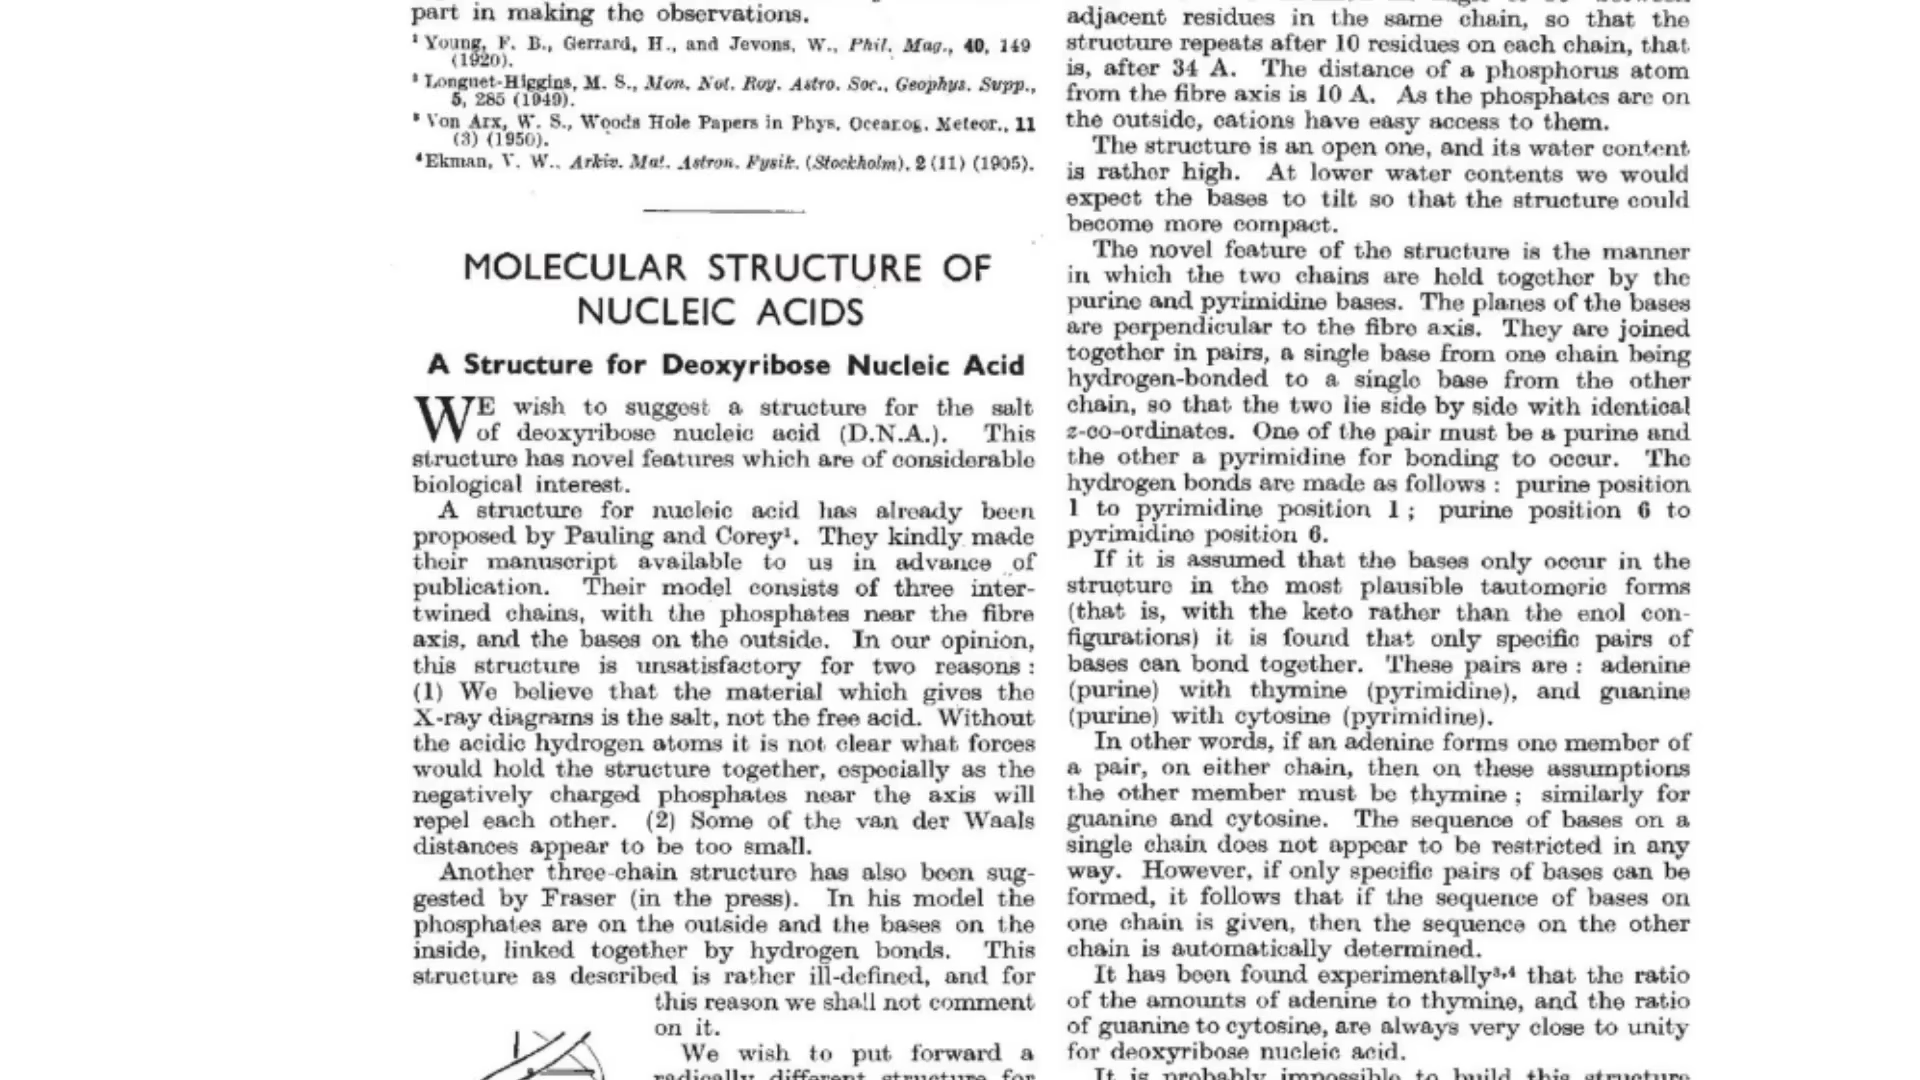 part in making the observations.
¹ Young, F. B., Gerrard, H., and Jevons, W., Phil. Mag., 40, 149
(1920).
² Longuet-Higgins, M. S., Mon. Not. Roy. Astro. Soc., Geophys. Supp.,
5, 285 (1949).
³ Von Arx, W. S., Woods Hole Papers in Phys. Ocearog. Meteor., 11
(3) (1950).
⁴ Ekman, V. W., Arkiv. Mat. Astron. Fysik. (Stockholm), 2 (11) (1905).
MOLECULAR STRUCTURE OF
NUCLEIC ACIDS
A Structure for Deoxyribose Nucleic Acid
WE wish to suggest a structure for the salt
of deoxyribose nucleic acid (D.N.A.). This
structure has novel features which are of considerable
biological interest.
A structure for nucleic acid has already been
proposed by Pauling and Corey¹. They kindly made
their manuscript available to us in advance of
publication. Their model consists of three inter-
twined chains, with the phosphates near the fibre
axis, and the bases on the outside. In our opinion,
this structure is unsatisfactory for two reasons :
(1) We believe that the material which gives the
X-ray diagrams is the salt, not the free acid. Without
the acidic hydrogen atoms it is not clear what forces
would hold the structure together, especially as the
negatively charged phosphates near the axis will
repel each other. (2) Some of the van der Waals
distances appear to be too small.
Another three-chain structure has also been sug-
gested by Fraser (in the press). In his model the
phosphates are on the outside and the bases on the
inside, linked together by hydrogen bonds. This
structure as described is rather ill-defined, and for
this reason we shall not comment
on it.
We wish to put forward a
radically different structure for
adjacent residues in the same chain, so that the
structure repeats after 10 residues on each chain, that
is, after 34 A. The distance of a phosphorus atom
from the fibre axis is 10 A. As the phosphates are on
the outside, cations have easy access to them.
The structure is an open one, and its water content
is rather high. At lower water contents we would
expect the bases to tilt so that the structure could
become more compact.
The novel feature of the structure is the manner
in which the two chains are held together by the
purine and pyrimidine bases. The planes of the bases
are perpendicular to the fibre axis. They are joined
together in pairs, a single base from one chain being
hydrogen-bonded to a single base from the other
chain, so that the two lie side by side with identical
z-co-ordinates. One of the pair must be a purine and
the other a pyrimidine for bonding to occur. The
hydrogen bonds are made as follows : purine position
1 to pyrimidine position 1 ; purine position 6 to
pyrimidine position 6.
If it is assumed that the bases only occur in the
structure in the most plausible tautomeric forms
(that is, with the keto rather than the enol con-
figurations) it is found that only specific pairs of
bases can bond together. These pairs are : adenine
(purine) with thymine (pyrimidine), and guanine
(purine) with cytosine (pyrimidine).
In other words, if an adenine forms one member of
a pair, on either chain, then on these assumptions
the other member must be thymine ; similarly for
guanine and cytosine. The sequence of bases on a
single chain does not appear to be restricted in any
way. However, if only specific pairs of bases can be
formed, it follows that if the sequence of bases on
one chain is given, then the sequence on the other
chain is automatically determined.
It has been found experimentally³,⁴ that the ratio
of the amounts of adenine to thymine, and the ratio
of guanine to cytosine, are always very close to unity
for deoxyribose nucleic acid.
It is probably impossible to build this structure